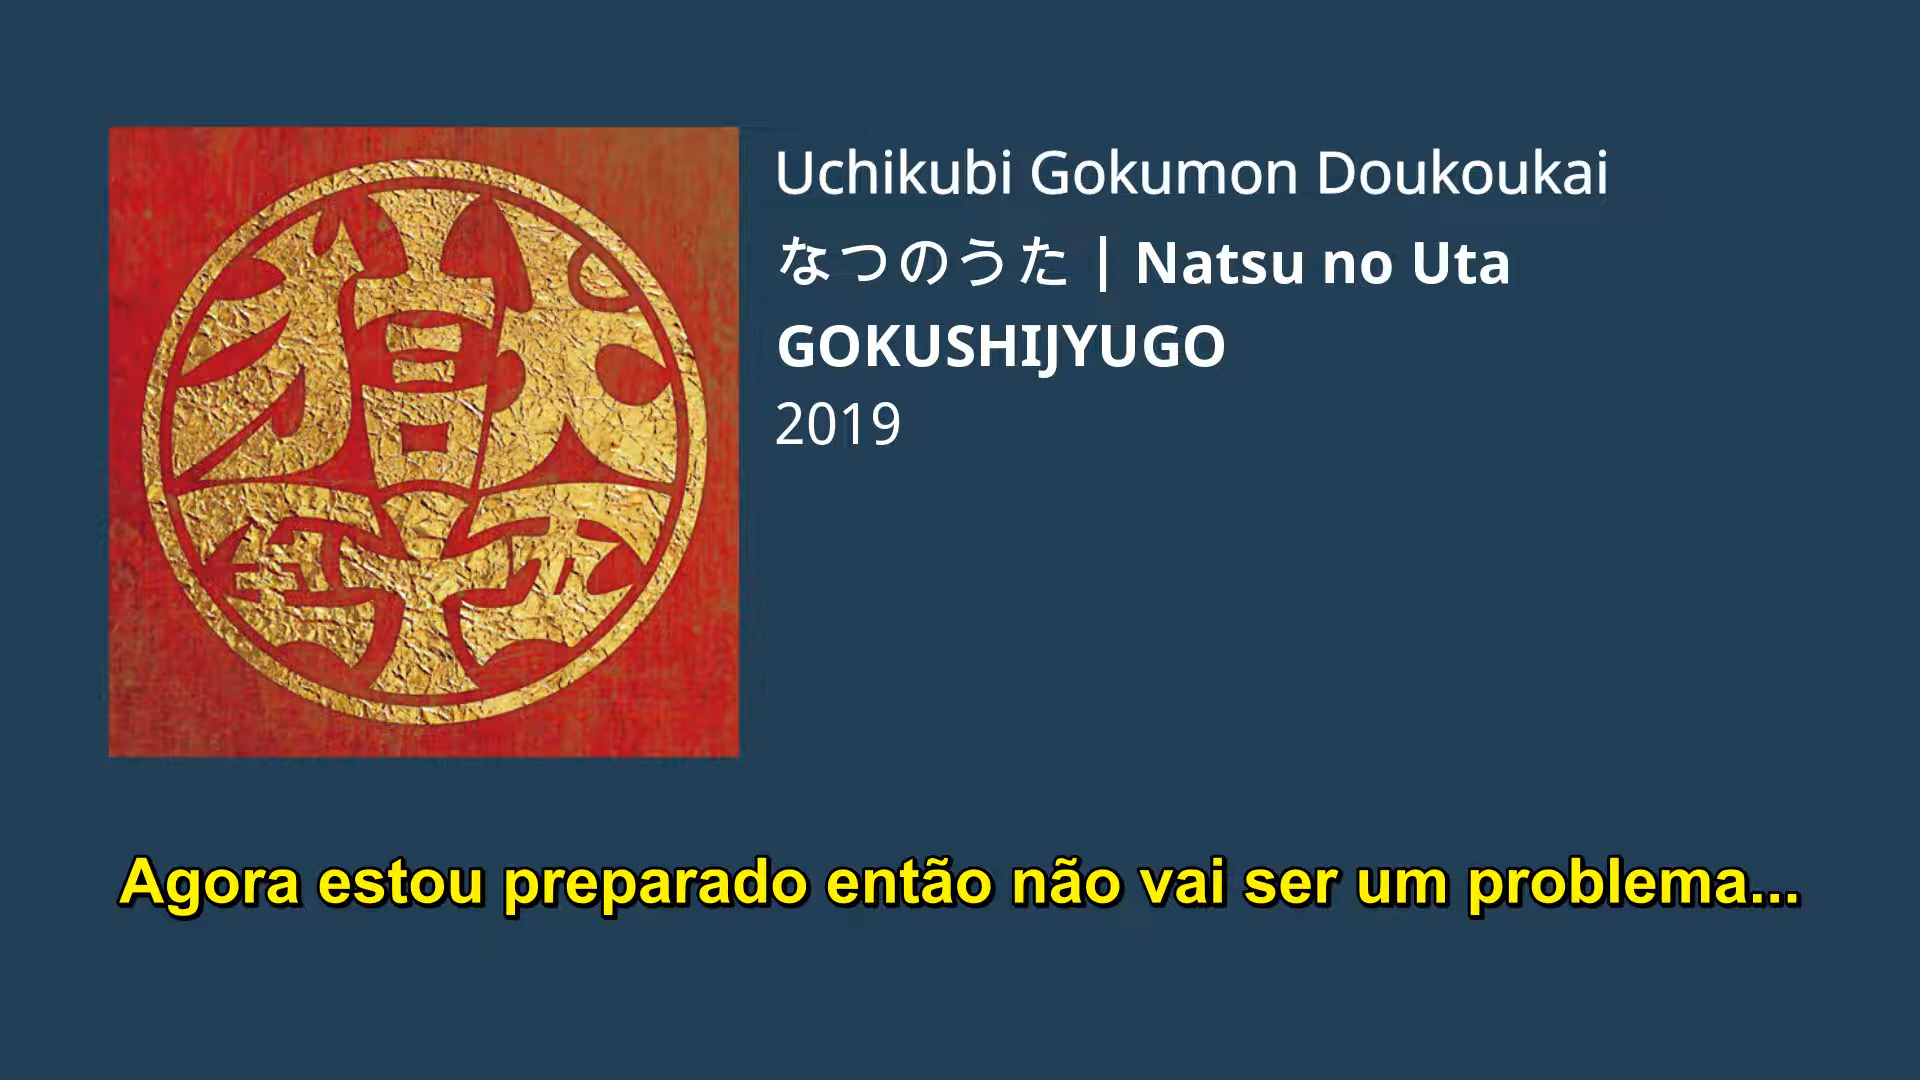 Uchikubi Gokumon Doukoukai
なつのうた | Natsu no Uta
GOKUSHIJYUGO
2019
Agora estou preparado então não vai ser um problema...